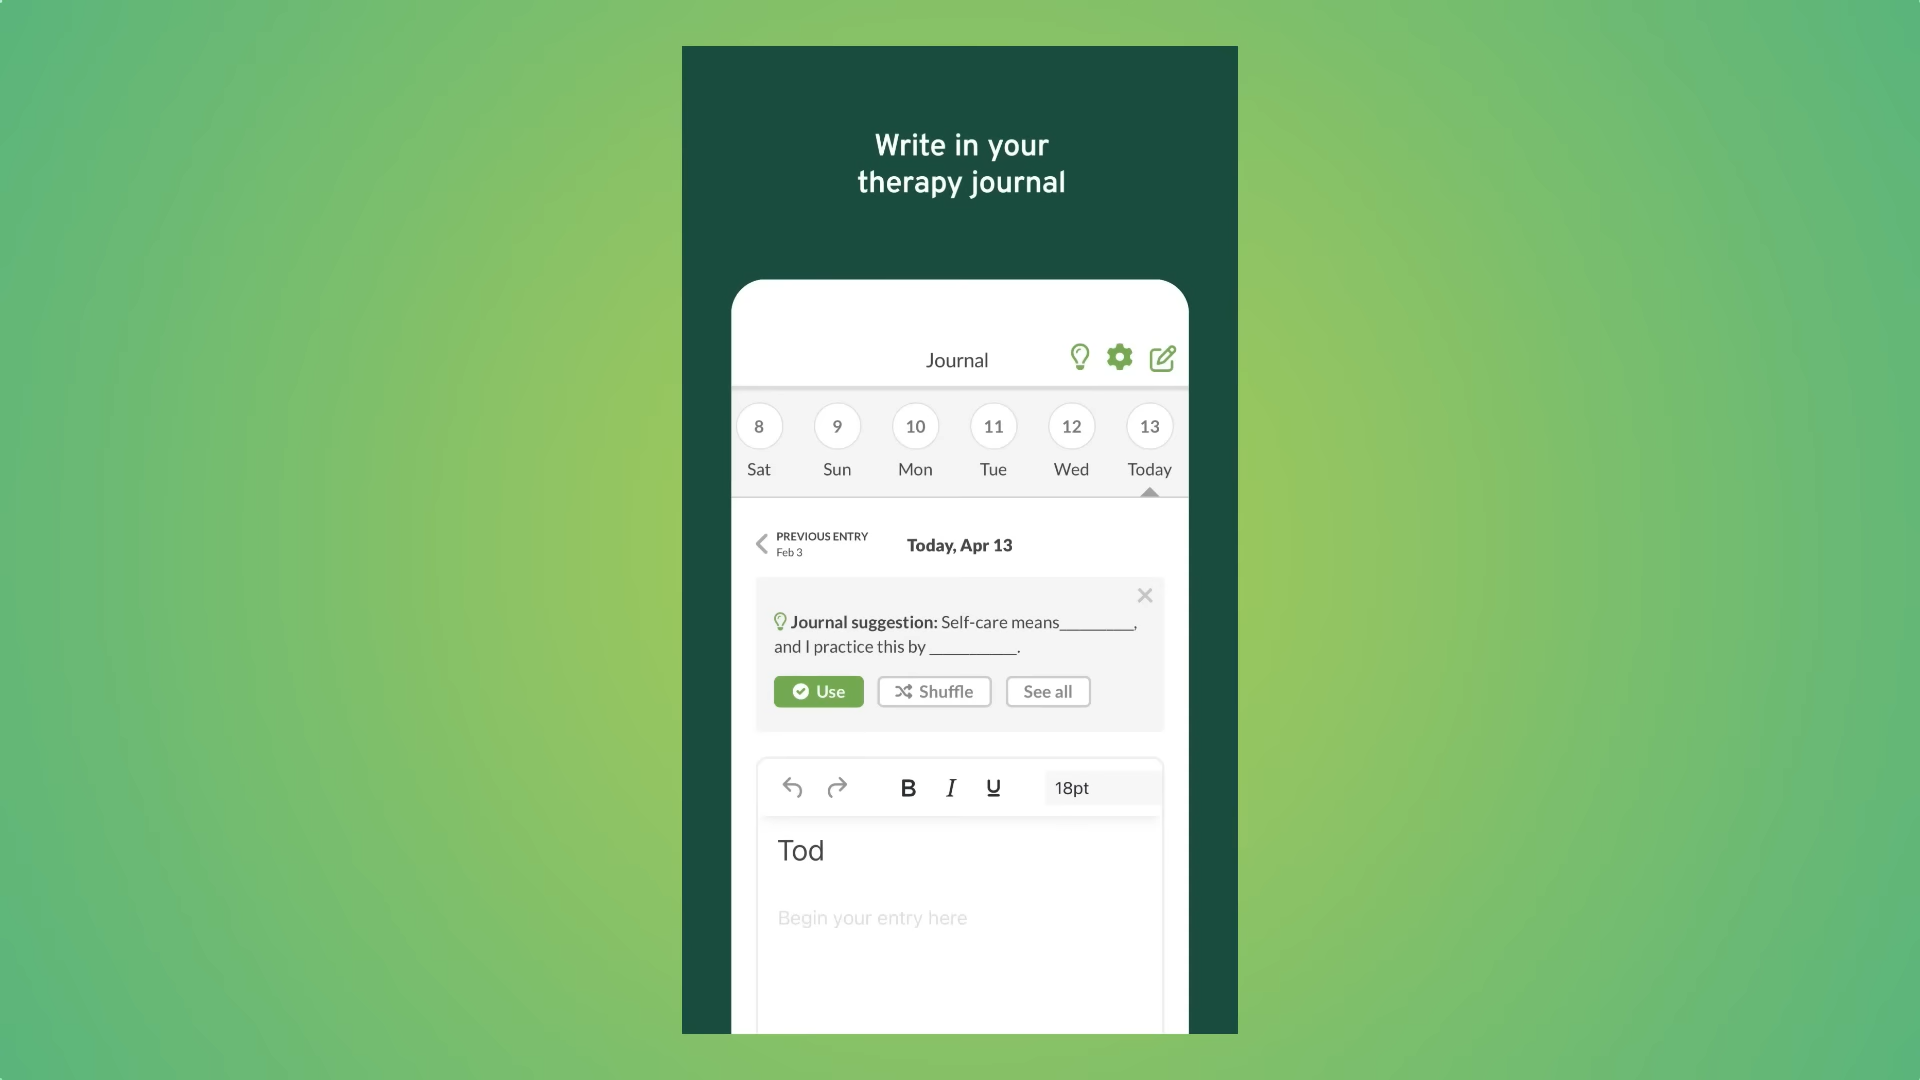 Write in your
therapy journal
Journal
8 9 10 11 12 13
Sat Sun Mon Tue Wed Today
PREVIOUS ENTRY
Feb 3
Today, Apr 13
Journal suggestion: Self-care means_________,
and I practice this by __________.
Use Shuffle See all
B I U 18pt
Tod
Begin your entry here